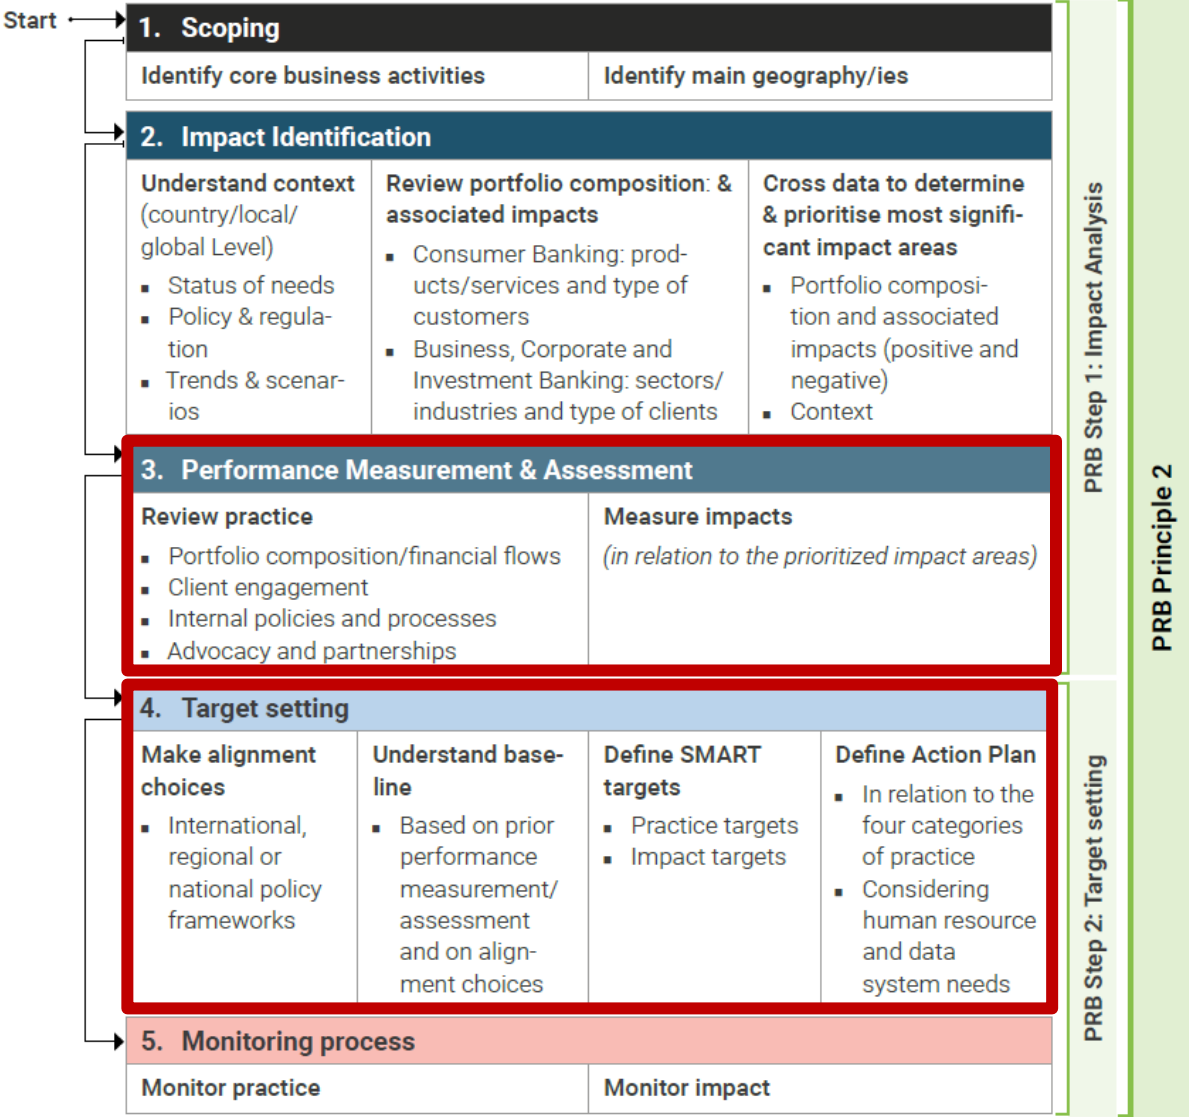 Start
1. Scoping
Identify core business activities
Identify main geography/ies
2. Impact Identification
Understand context
(country/local/
global Level)
▪ Status of needs
▪ Policy & regula-
tion
▪ Trends & scenar-
ios
Review portfolio composition: &
associated impacts
▪ Consumer Banking: prod-
ucts/services and type of
customers
▪ Business, Corporate and
Investment Banking: sectors/
industries and type of clients
Cross data to determine
& prioritise most signifi-
cant impact areas
▪ Portfolio composi-
tion and associated
impacts (positive and
negative)
▪ Context
3. Performance Measurement & Assessment
Review practice
▪ Portfolio composition/financial flows
▪ Client engagement
▪ Internal policies and processes
▪ Advocacy and partnerships
Measure impacts
(in relation to the prioritized impact areas)
4. Target setting
Make alignment
choices
▪ International,
regional or
national policy
frameworks
Understand base-
line
▪ Based on prior
performance
measurement/
assessment
and on align-
ment choices
Define SMART
targets
▪ Practice targets
▪ Impact targets
Define Action Plan
▪ In relation to the
four categories
of practice
▪ Considering
human resource
and data
system needs
5. Monitoring process
Monitor practice
Monitor impact
PRB Step 1: Impact Analysis
PRB Step 2: Target setting
PRB Principle 2